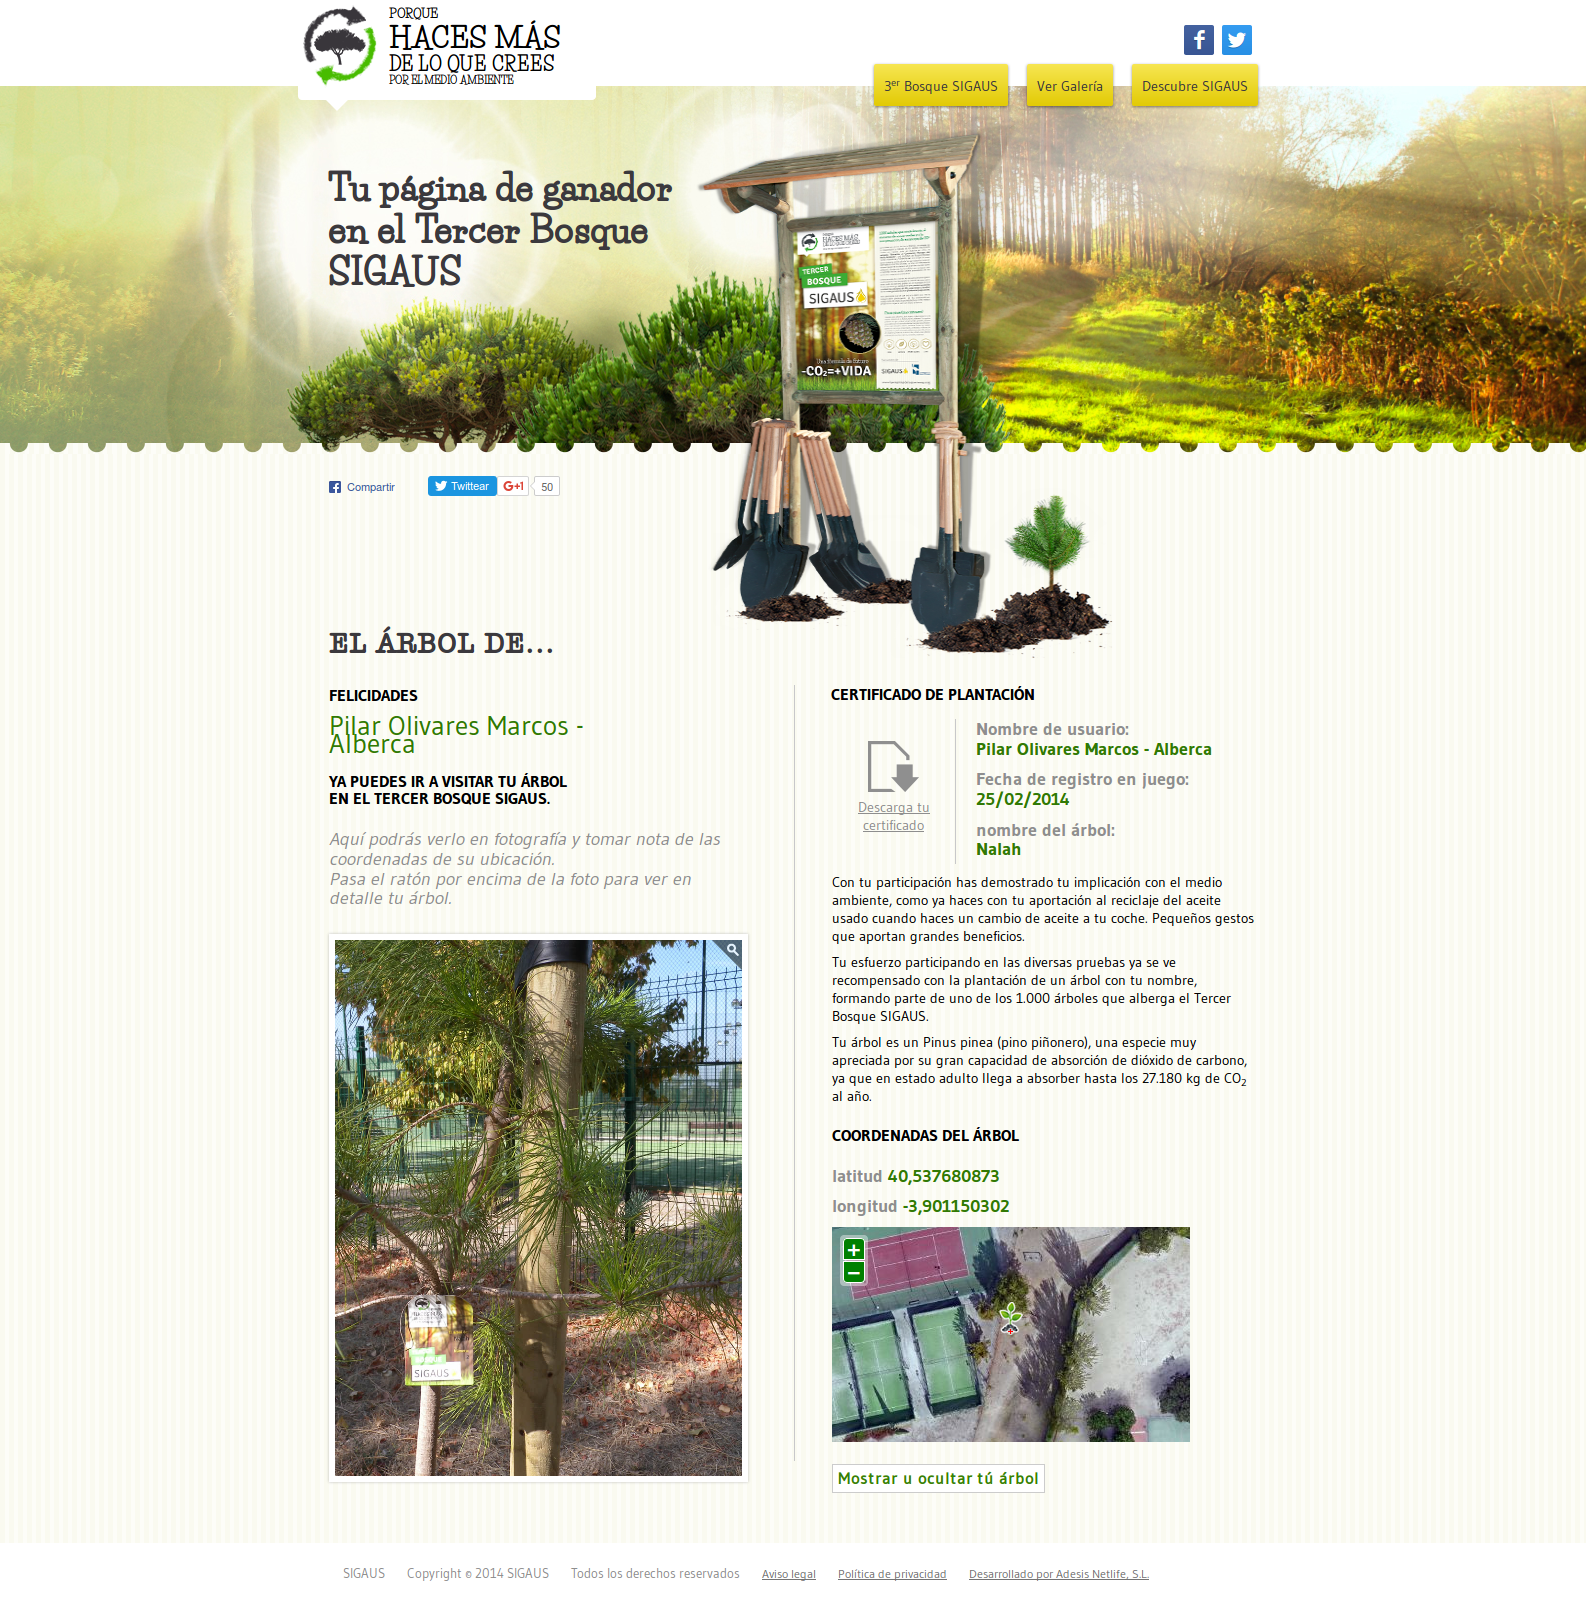 PORQUE
HACES MÁS
DE LO QUE CREES
POR EL MEDIO AMBIENTE
3er Bosque SIGAUS
Ver Galería
Descubre SIGAUS
Tu página de ganador
en el Tercer Bosque
SIGAUS
HACES MÁS
DE LO QUE CREES
TERCER
BOSQUE
SIGAUS
-CO2=+VIDA
SIGAUS
Compartir
Twittear
G+1
50
EL ÁRBOL DE...
FELICIDADES
Pilar Olivares Marcos -
Alberca
YA PUEDES IR A VISITAR TU ÁRBOL
EN EL TERCER BOSQUE SIGAUS.
Aquí podrás verlo en fotografía y tomar nota de las
coordenadas de su ubicación.
Pasa el ratón por encima de la foto para ver en
detalle tu árbol.
SIGAUS
CERTIFICADO DE PLANTACIÓN
Descarga tu
certificado
Nombre de usuario:
Pilar Olivares Marcos - Alberca
Fecha de registro en juego:
25/02/2014
nombre del árbol:
Nalah
Con tu participación has demostrado tu implicación con el medio
ambiente, como ya haces con tu aportación al reciclaje del aceite
usado cuando haces un cambio de aceite a tu coche. Pequeños gestos
que aportan grandes beneficios.
Tu esfuerzo participando en las diversas pruebas ya se ve
recompensado con la plantación de un árbol con tu nombre,
formando parte de uno de los 1.000 árboles que alberga el Tercer
Bosque SIGAUS.
Tu árbol es un Pinus pinea (pino piñonero), una especie muy
apreciada por su gran capacidad de absorción de dióxido de carbono,
ya que en estado adulto llega a absorber hasta los 27.180 kg de CO2
al año.
COORDENADAS DEL ÁRBOL
latitud 40,537680873
longitud -3,901150302
+
−
Mostrar u ocultar tú árbol
SIGAUS Copyright © 2014 SIGAUS Todos los derechos reservados Aviso legal Política de privacidad Desarrollado por Adesis Netlife, S.L.